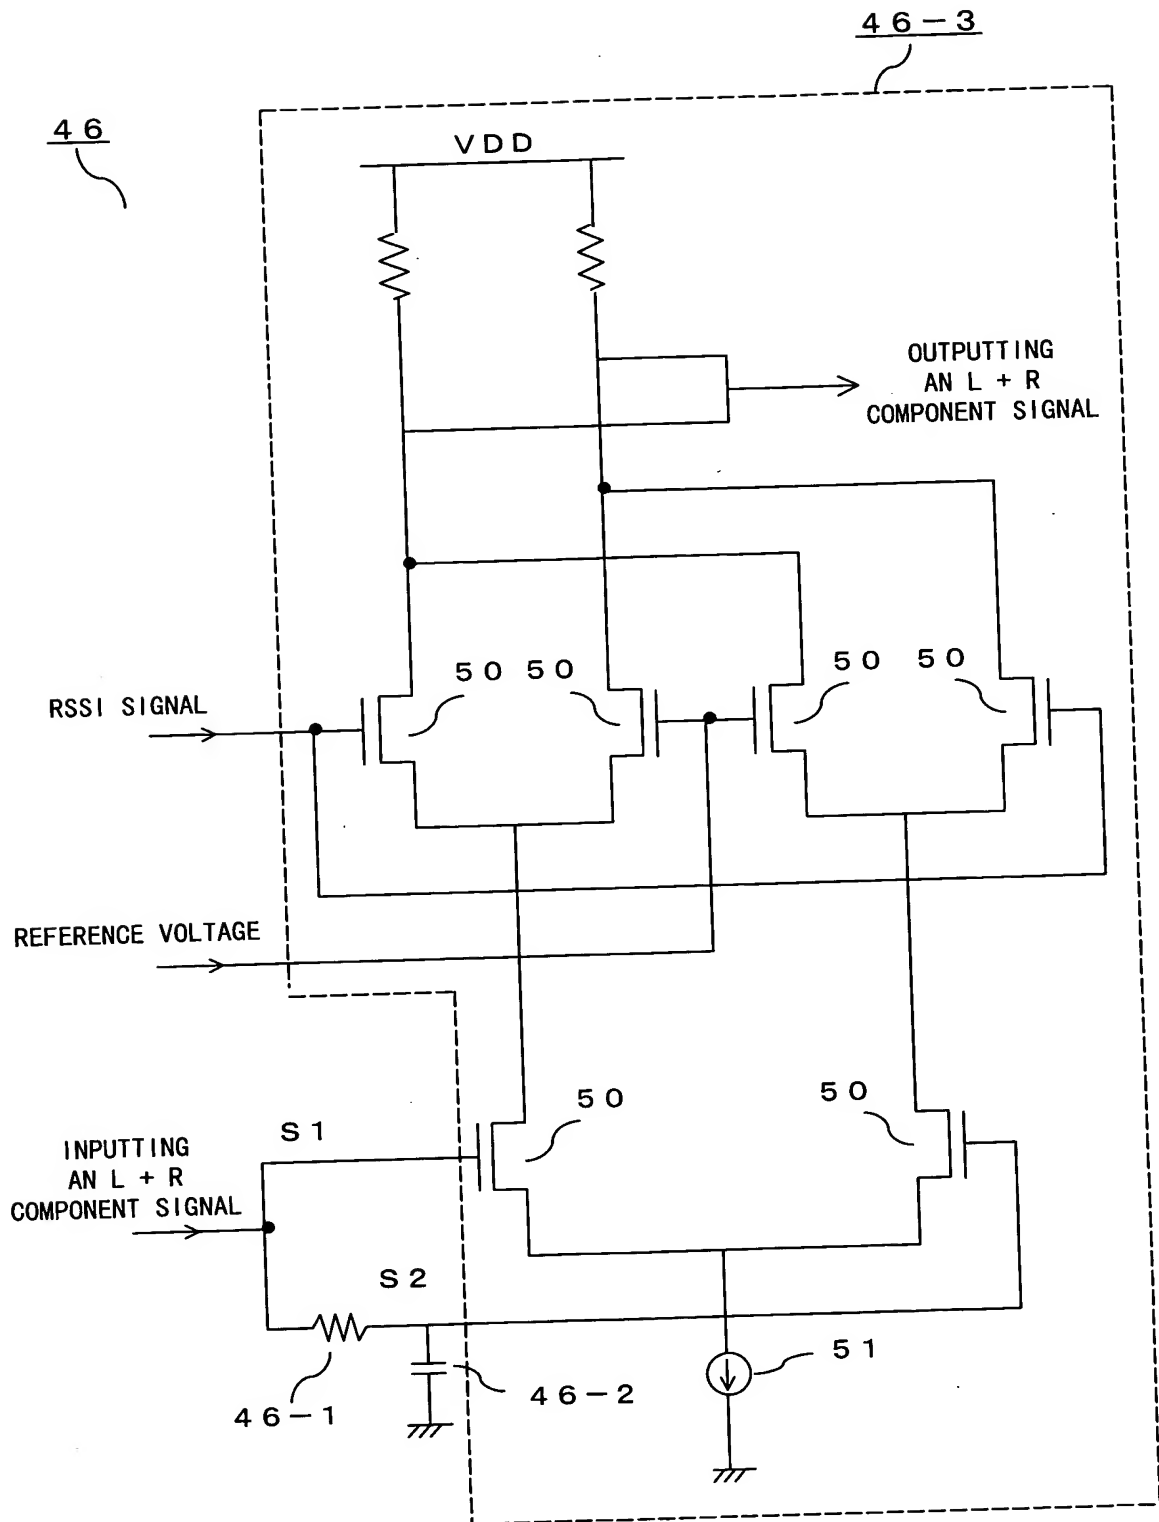 46-3
46
VDD
OUTPUTTING
AN L + R
COMPONENT SIGNAL
50 50
50 50
RSSI SIGNAL
REFERENCE VOLTAGE
50
50
S1
INPUTTING
AN L + R
COMPONENT SIGNAL
S2
51
46-2
46-1